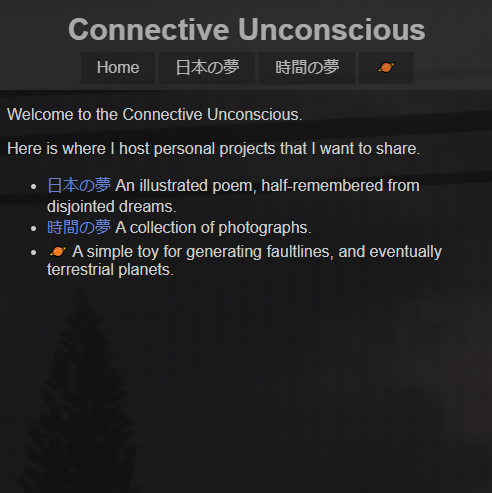 Connective Unconscious
Home 日本の夢 時間の夢 🪐
Welcome to the Connective Unconscious.
Here is where I host personal projects that I want to share.
• 日本の夢 An illustrated poem, half-remembered from
disjointed dreams.
• 時間の夢 A collection of photographs.
• 🪐 A simple toy for generating faultlines, and eventually
terrestrial planets.